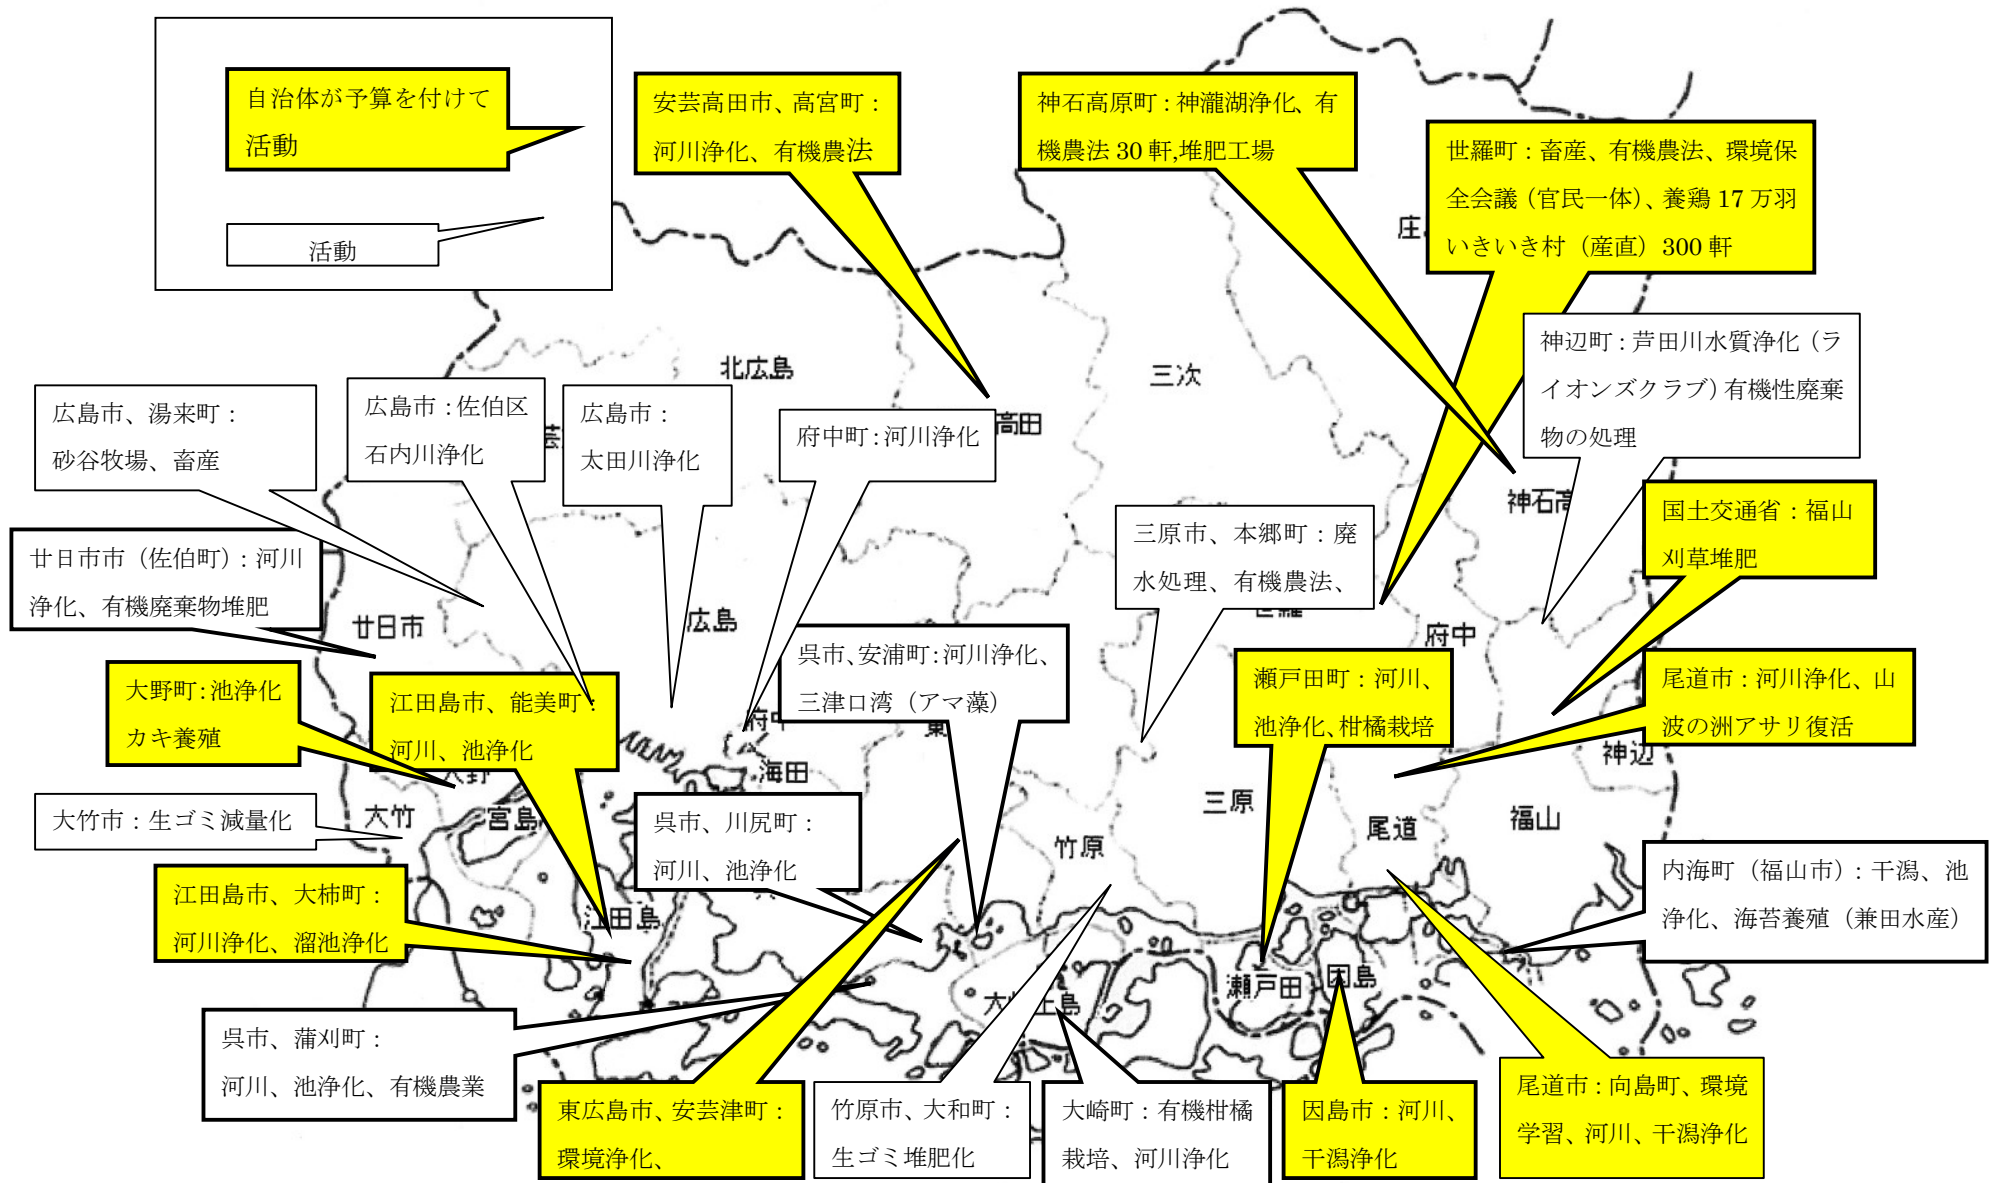 自治体が予算を付けて
活動
活動
安芸高田市、高宮町：
河川浄化、有機農法
神石高原町：神瀧湖浄化、有
機農法 30 軒,堆肥工場
世羅町：畜産、有機農法、環境保
全会議（官民一体）、養鶏 17 万羽
いきいき村（産直）300 軒
庄
神辺町：芦田川水質浄化（ラ
イオンズクラブ）有機性廃棄
物の処理
北広島
三次
高田
広島市、湯来町：
砂谷牧場、畜産
広島市：佐伯区
石内川浄化
広島市：
太田川浄化
府中町：河川浄化
神石高
国土交通省：福山
刈草堆肥
三原市、本郷町：廃
水処理、有機農法、
廿日市市（佐伯町）：河川
浄化、有機廃棄物堆肥
廿日市
広島
世羅
府中
呉市、安浦町：河川浄化、
三津口湾（アマ藻）
瀬戸田町：河川、
池浄化、柑橘栽培
尾道市：河川浄化、山
波の洲アサリ復活
大野町：池浄化
カキ養殖
江田島市、能美町：
河川、池浄化
府中
東
神辺
大野
海田
大竹市：生ゴミ減量化
大竹
宮島
呉市、川尻町：
河川、池浄化
竹原
三原
尾道
福山
内海町（福山市）：干潟、池
浄化、海苔養殖（兼田水産）
江田島市、大柿町：
河川浄化、溜池浄化
江田島
瀬戸田
因島
上島
呉市、蒲刈町：
河川、池浄化、有機農業
東広島市、安芸津町：
環境浄化、
竹原市、大和町：
生ゴミ堆肥化
大崎町：有機柑橘
栽培、河川浄化
因島市：河川、
干潟浄化
尾道市：向島町、環境
学習、河川、干潟浄化